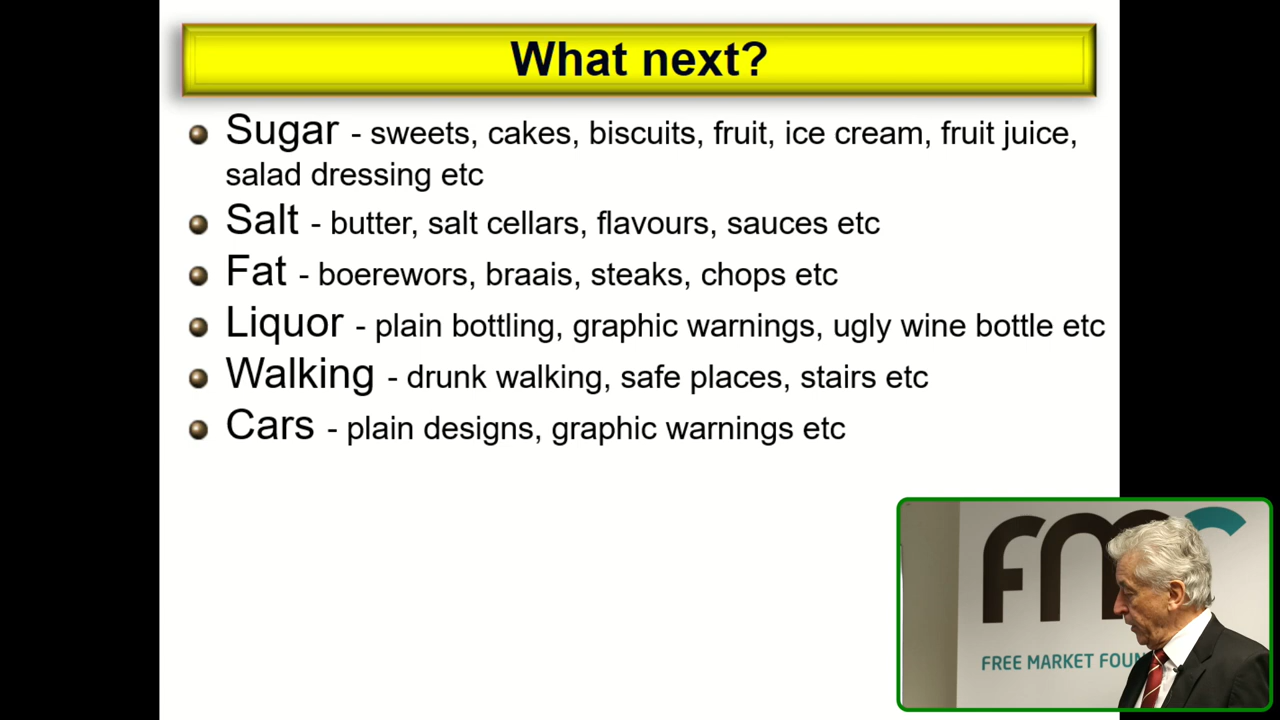 What next?
Sugar - sweets, cakes, biscuits, fruit, ice cream, fruit juice,
salad dressing etc
Salt - butter, salt cellars, flavours, sauces etc
Fat - boerewors, braais, steaks, chops etc
Liquor - plain bottling, graphic warnings, ugly wine bottle etc
Walking - drunk walking, safe places, stairs etc
Cars - plain designs, graphic warnings etc
FREE MARKET